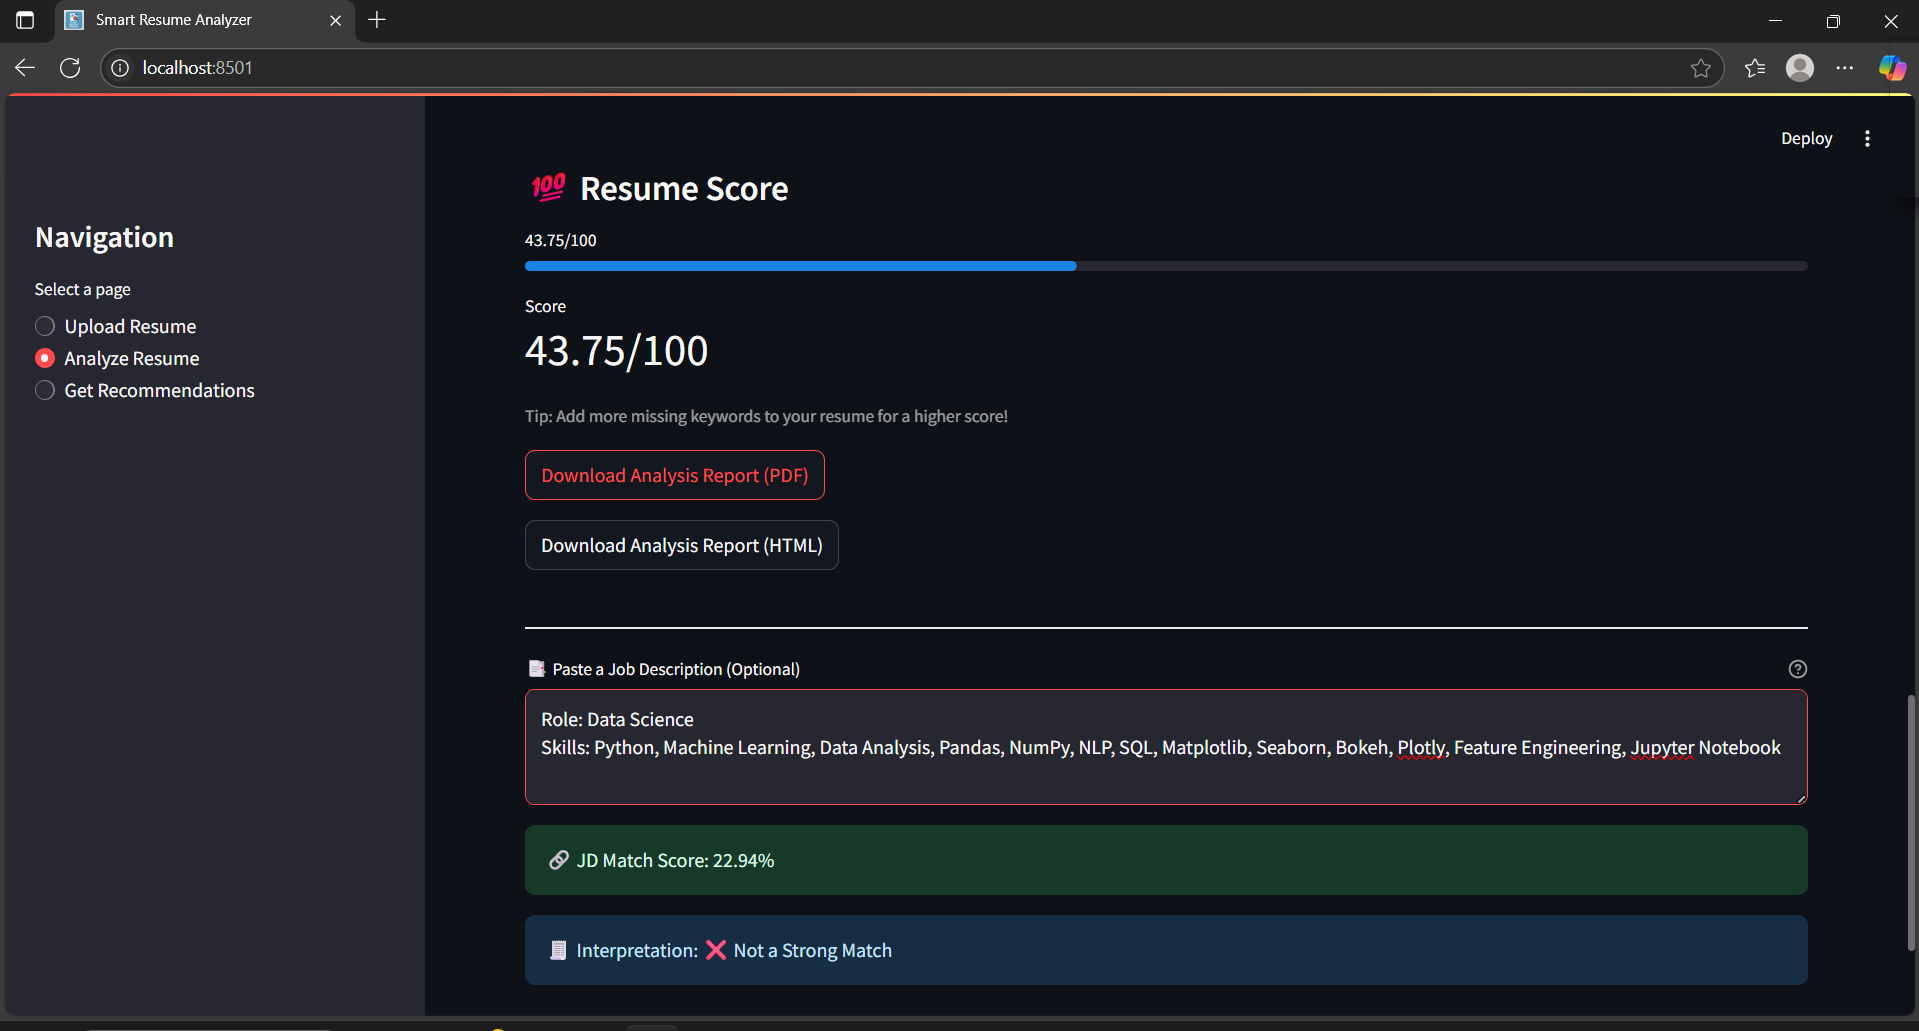 Smart Resume Analyzer
localhost:8501
Deploy
Navigation
Select a page
Upload Resume
Analyze Resume
Get Recommendations
💯 Resume Score
43.75/100
Score
43.75/100
Tip: Add more missing keywords to your resume for a higher score!
Download Analysis Report (PDF)
Download Analysis Report (HTML)
📑 Paste a Job Description (Optional)
Role: Data Science
Skills: Python, Machine Learning, Data Analysis, Pandas, NumPy, NLP, SQL, Matplotlib, Seaborn, Bokeh, Plotly, Feature Engineering, Jupyter Notebook
🔗 JD Match Score: 22.94%
🧾 Interpretation: ❌ Not a Strong Match